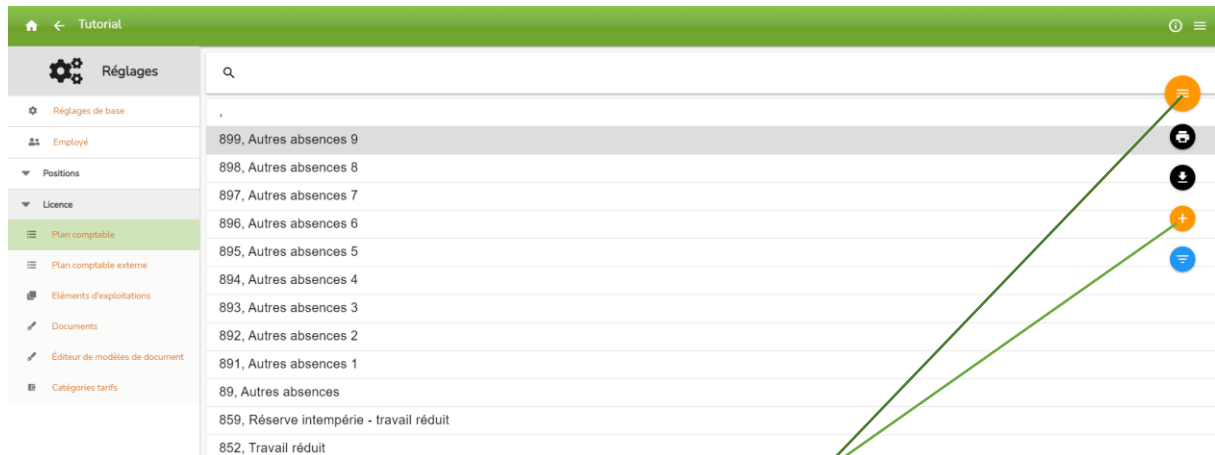 Tutorial
Réglages
Réglages de base
Employé
Positions
Licence
Plan comptable
Plan comptable externe
Eléments d'exploitations
Documents
Éditeur de modèles de document
Catégories tarifs
,
899, Autres absences 9
898, Autres absences 8
897, Autres absences 7
896, Autres absences 6
895, Autres absences 5
894, Autres absences 4
893, Autres absences 3
892, Autres absences 2
891, Autres absences 1
89, Autres absences
859, Réserve intempérie - travail réduit
852, Travail réduit